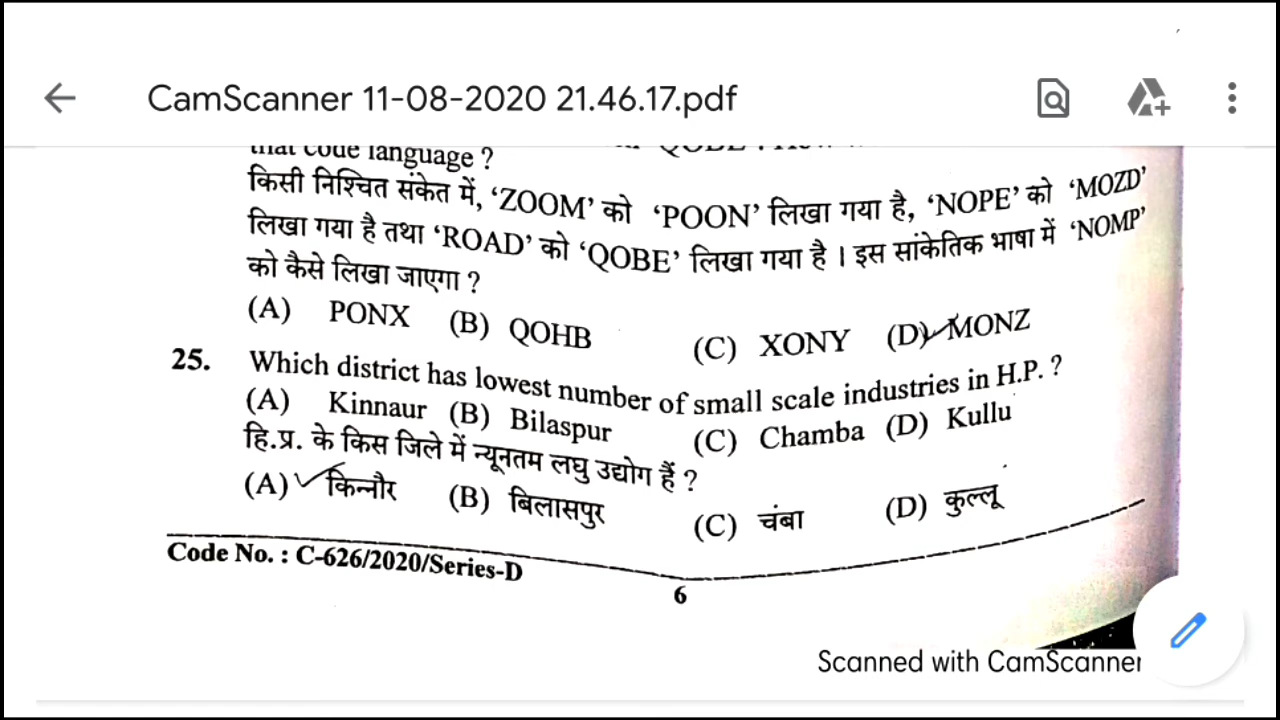 CamScanner 11-08-2020 21.46.17.pdf
that code language ?
किसी निश्चित संकेत में, ‘ZOOM’ को ‘POON’ लिखा गया है, ‘NOPE’ को ‘MOZD’
लिखा गया है तथा ‘ROAD’ को ‘QOBE’ लिखा गया है । इस सांकेतिक भाषा में ‘NOMP’
को कैसे लिखा जाएगा ?
(A) PONX (B) QOHB (C) XONY (D) MONZ
25. Which district has lowest number of small scale industries in H.P. ?
(A) Kinnaur (B) Bilaspur (C) Chamba (D) Kullu
हि.प्र. के किस जिले में न्यूनतम लघु उद्योग हैं ?
(A) किन्नौर (B) बिलासपुर (C) चंबा (D) कुल्लू
Code No. : C-626/2020/Series-D
6
Scanned with CamScanner